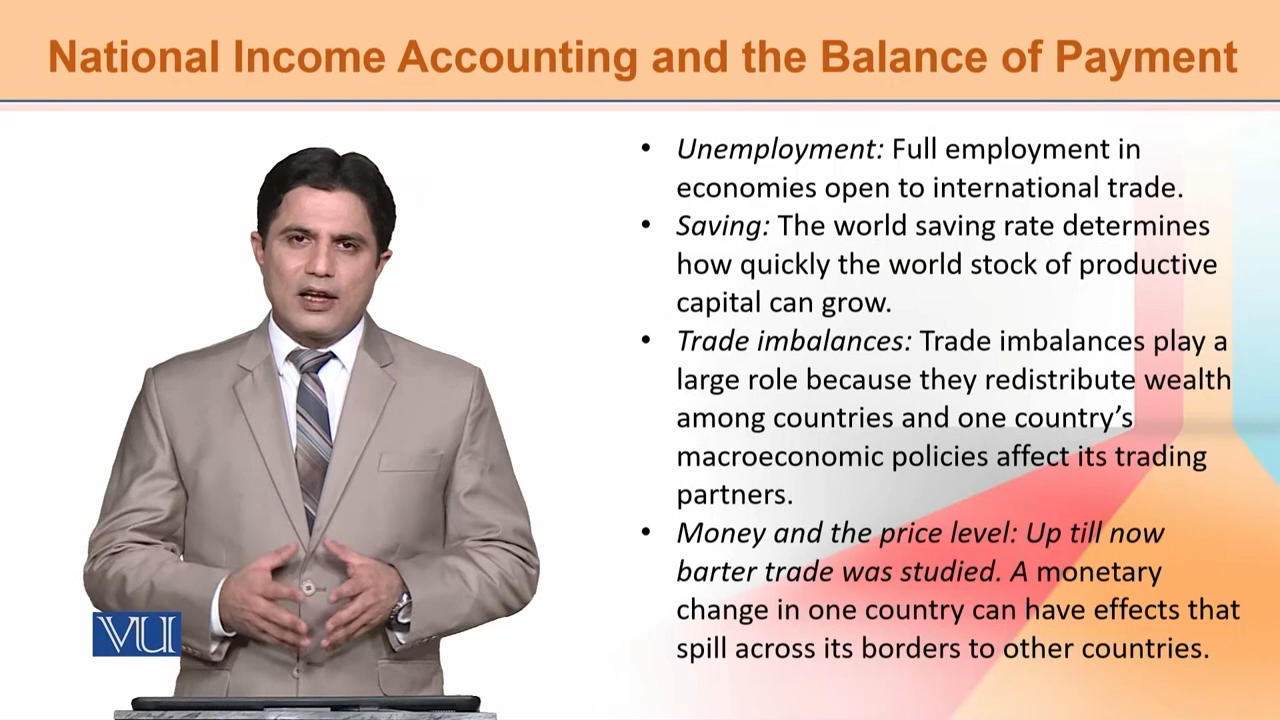 National Income Accounting and the Balance of Payment
• Unemployment: Full employment in
economies open to international trade.
• Saving: The world saving rate determines
how quickly the world stock of productive
capital can grow.
• Trade imbalances: Trade imbalances play a
large role because they redistribute wealth
among countries and one country’s
macroeconomic policies affect its trading
partners.
• Money and the price level: Up till now
barter trade was studied. A monetary
change in one country can have effects that
spill across its borders to other countries.
VU